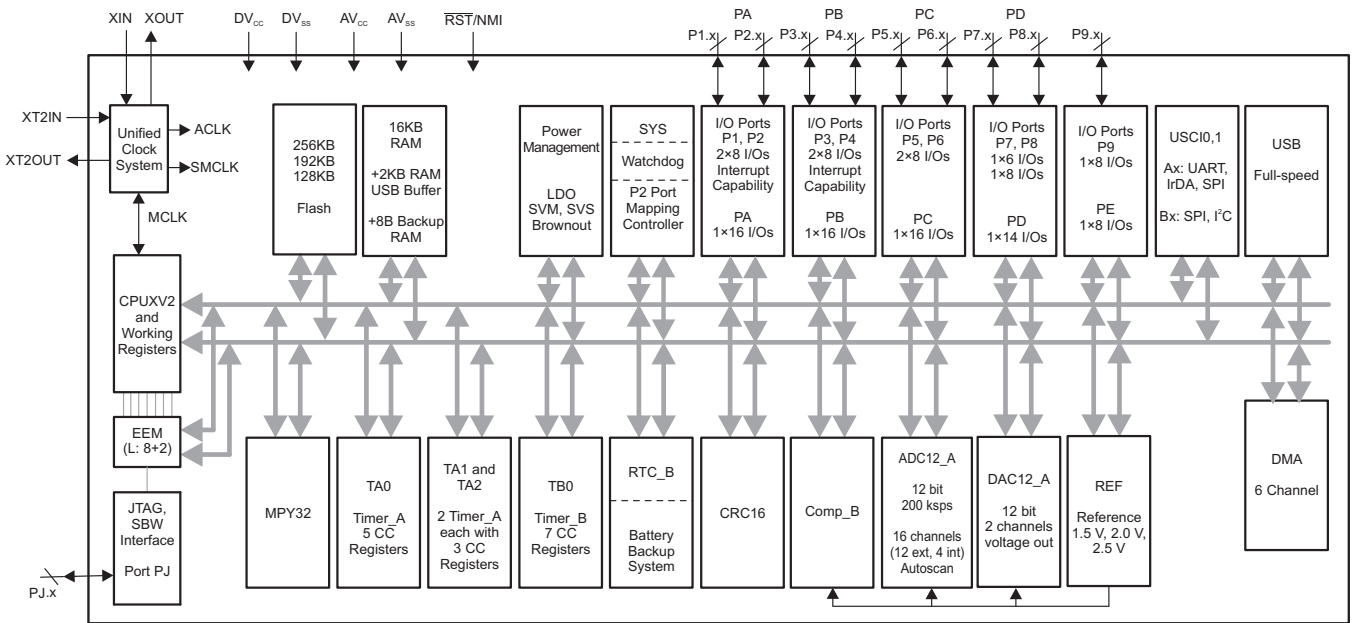 XIN XOUT DVCC DVSS AVCC AVSS RST/NMI
PA PB PC PD
P1.x P2.x P3.x P4.x P5.x P6.x P7.x P8.x P9.x
XT2IN
XT2OUT
Unified
Clock
System
ACLK
SMCLK
MCLK
256KB
192KB
128KB
Flash
16KB
RAM
+2KB RAM
USB Buffer
+8B Backup
RAM
Power
Management
LDO
SVM, SVS
Brownout
SYS
Watchdog
P2 Port
Mapping
Controller
I/O Ports
P1, P2
2×8 I/Os
Interrupt
Capability
PA
1×16 I/Os
I/O Ports
P3, P4
2×8 I/Os
Interrupt
Capability
PB
1×16 I/Os
I/O Ports
P5, P6
2×8 I/Os
PC
1×16 I/Os
I/O Ports
P7, P8
1×6 I/Os
1×8 I/Os
PD
1×14 I/Os
I/O Ports
P9
1×8 I/Os
PE
1×8 I/Os
USCI0,1
Ax: UART,
IrDA, SPI
Bx: SPI, I²C
USB
Full-speed
CPUXV2
and
Working
Registers
EEM
(L: 8+2)
JTAG,
SBW
Interface
Port PJ
PJ.x
MPY32
TA0
Timer_A
5 CC
Registers
TA1 and
TA2
2 Timer_A
each with
3 CC
Registers
TB0
Timer_B
7 CC
Registers
RTC_B
Battery
Backup
System
CRC16
Comp_B
ADC12_A
12 bit
200 ksps
16 channels
(12 ext, 4 int)
Autoscan
DAC12_A
12 bit
2 channels
voltage out
REF
Reference
1.5 V, 2.0 V,
2.5 V
DMA
6 Channel